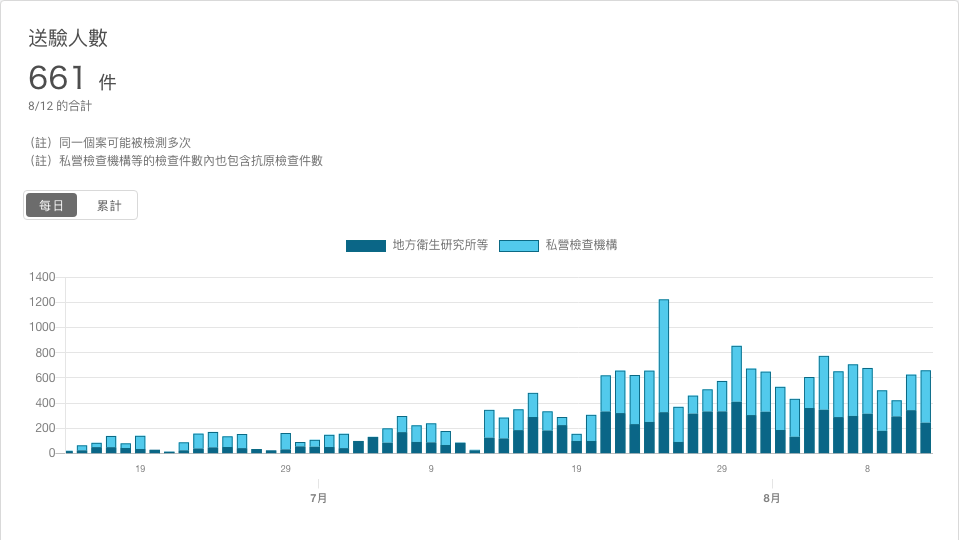 送驗人數
661 件
8/12 的合計
（註）同一個案可能被檢測多次
（註）私營檢查機構等的檢查件數內也包含抗原檢查件數
每日 累計
地方衛生研究所等 私營檢查機構
1400
1200
1000
800
600
400
200
0
19 29 9 19 29 8
7月 8月